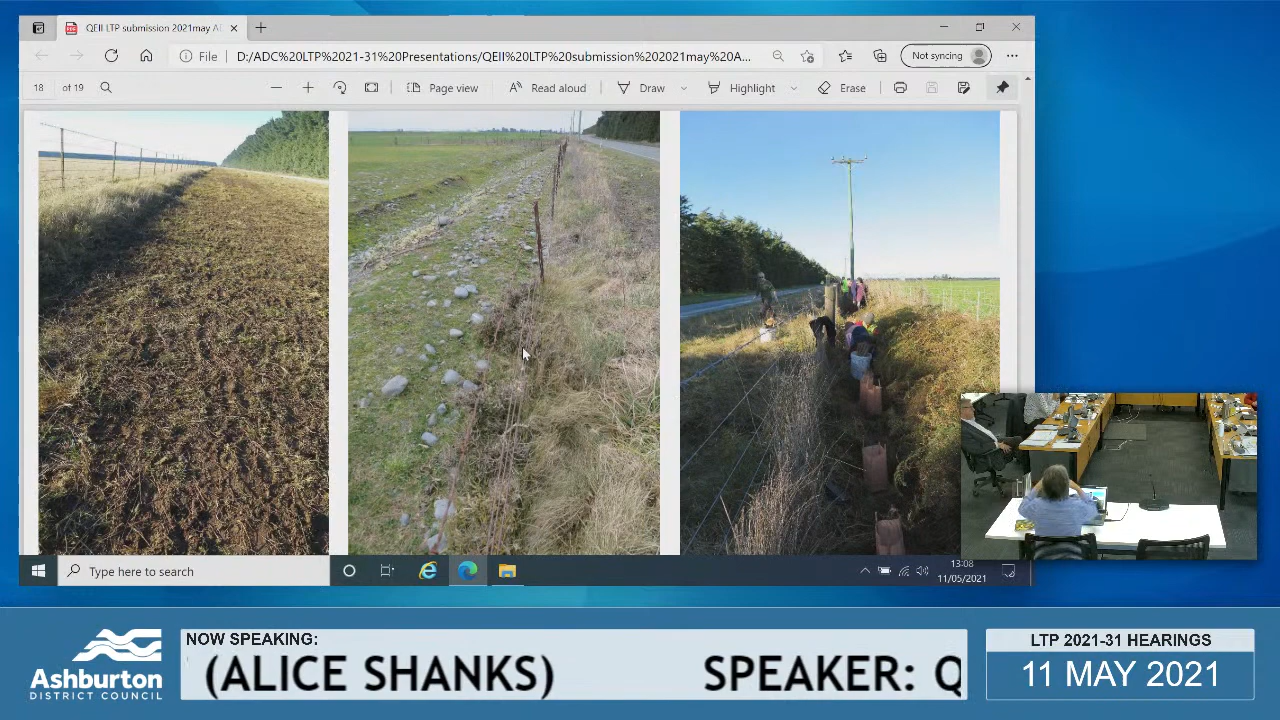 QEII LTP submission 2021may AD
File
D:/ADC%20LTP%2021-31%20Presentations/QEII%20LTP%20submission%202021may%20A...
Not syncing
18 of 19
Page view
Read aloud
Draw
Highlight
Erase
Type here to search
13:08
11/05/2021
NOW SPEAKING:
(ALICE SHANKS) SPEAKER: Q
LTP 2021-31 HEARINGS
11 MAY 2021
Ashburton
DISTRICT COUNCIL